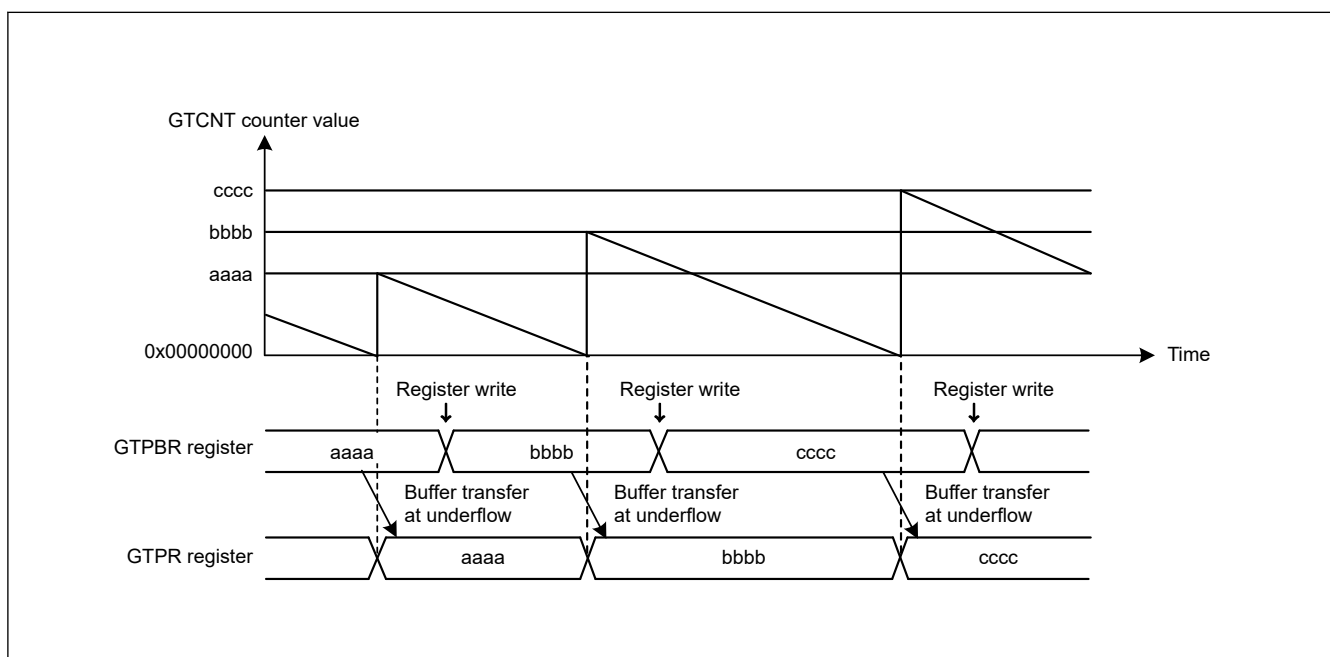 GTCNT counter value
cccc
bbbb
aaaa
0x00000000
Time
Register write
Register write
Register write
GTPBR register
aaaa
bbbb
cccc
Buffer transfer
at underflow
Buffer transfer
at underflow
Buffer transfer
at underflow
GTPR register
aaaa
bbbb
cccc